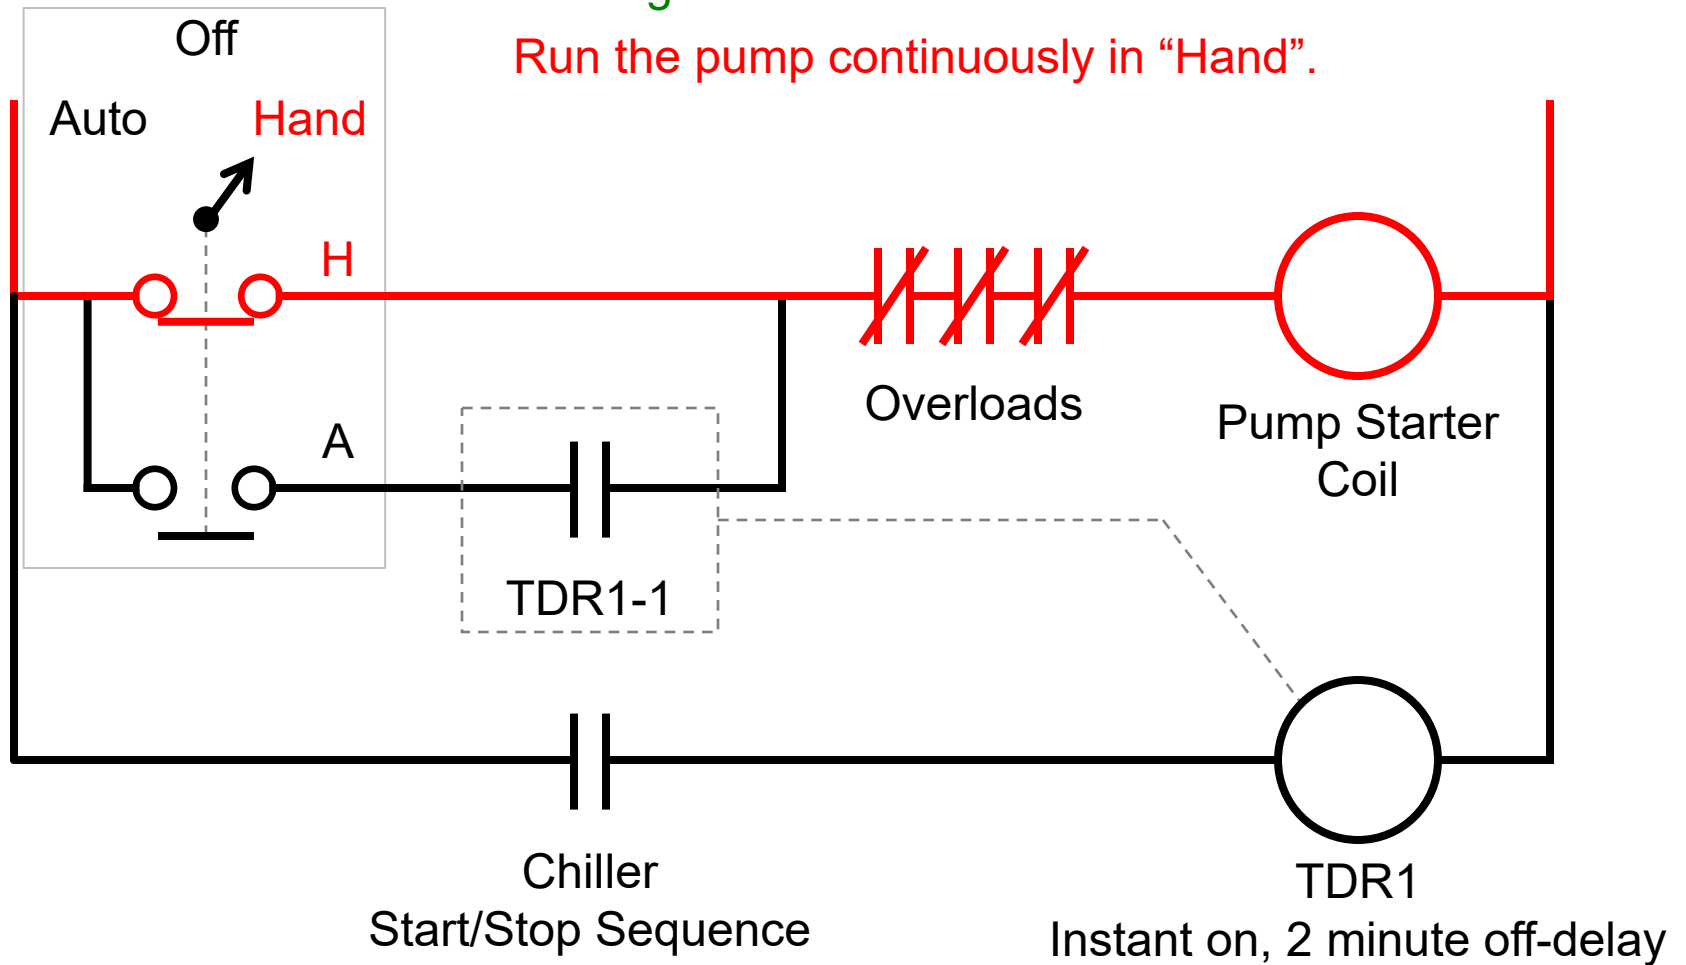 Off
Run the pump continuously in “Hand”.
Auto
Hand
H
Overloads
Pump Starter
Coil
A
TDR1-1
Chiller
Start/Stop Sequence
TDR1
Instant on, 2 minute off-delay